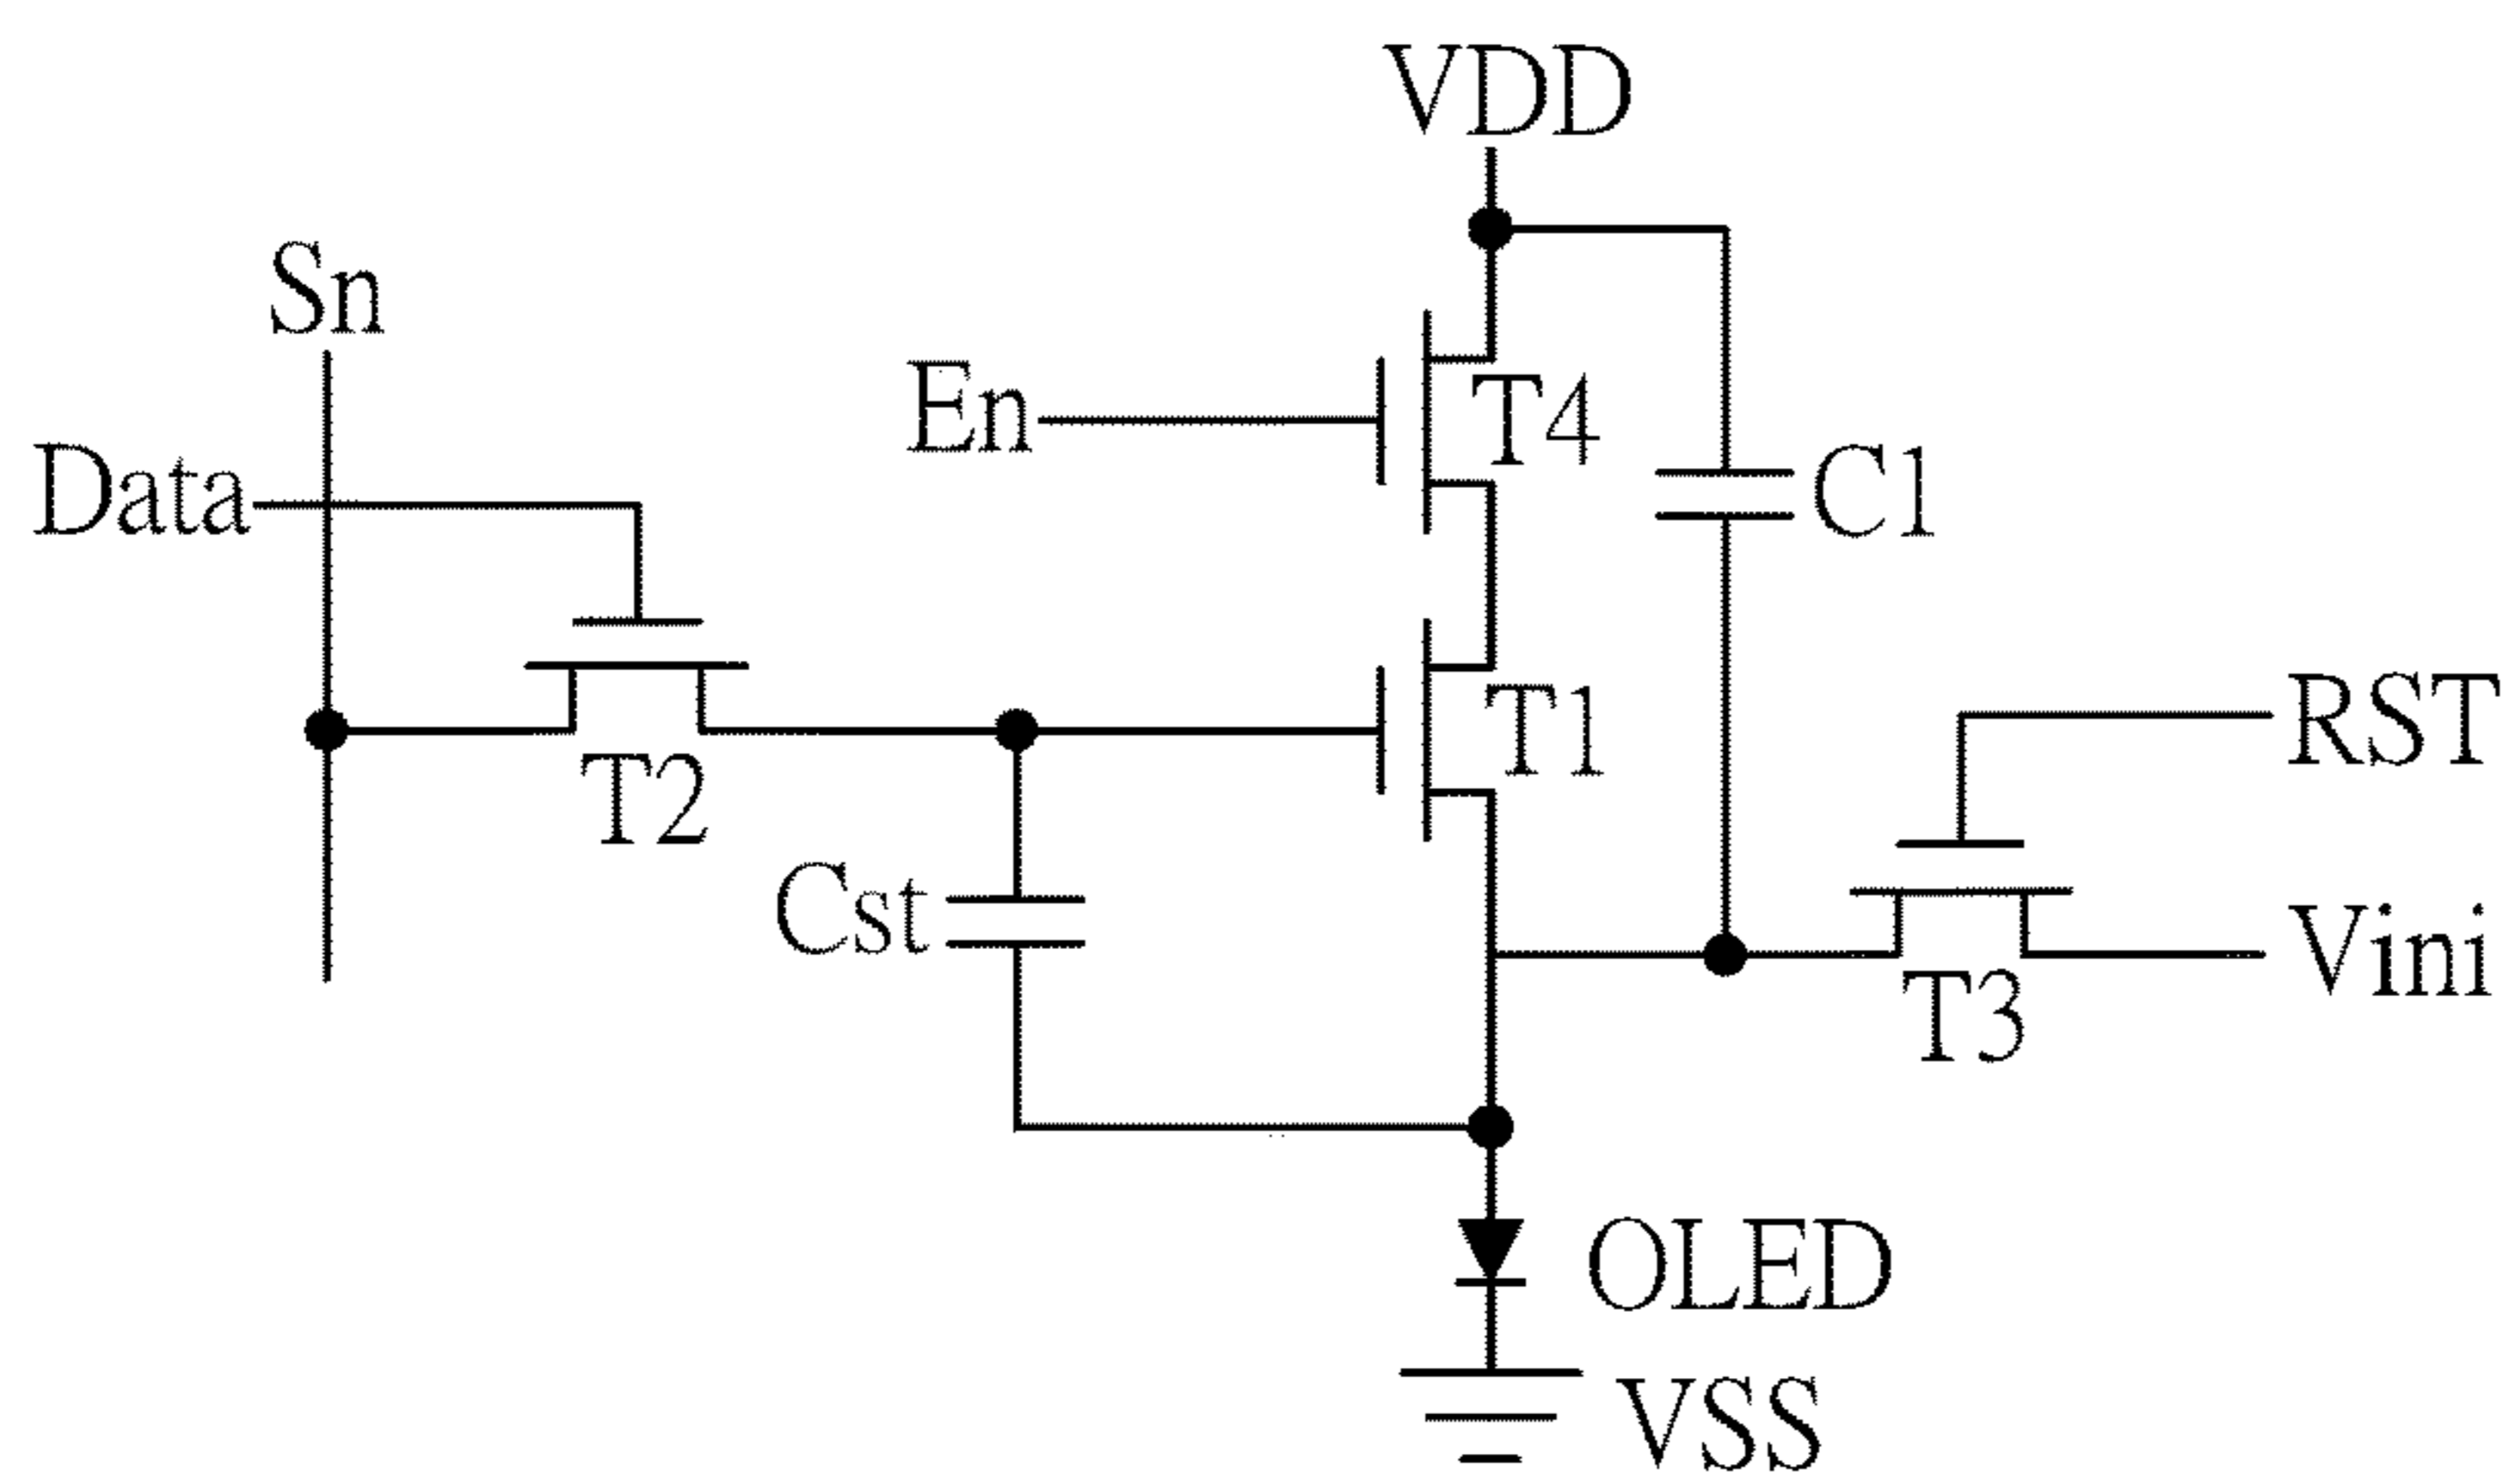 VDD
Sn
En
T4
Data
C1
T1
RST
T2
Cst
Vini
T3
OLED
VSS